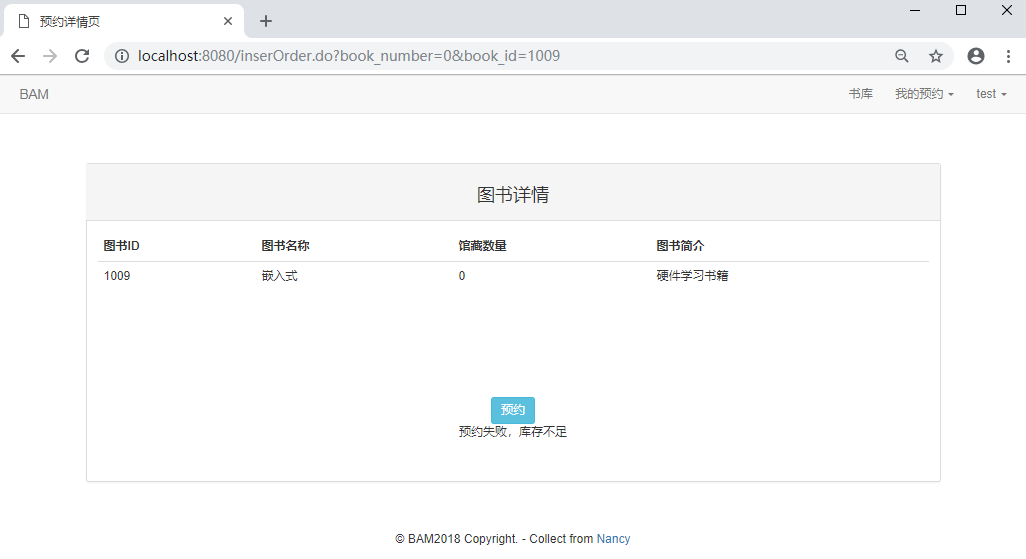 预约详情页
localhost:8080/inserOrder.do?book_number=0&book_id=1009
BAM 书库 我的预约 test
图书详情
图书ID 图书名称 馆藏数量 图书简介
1009 嵌入式 0 硬件学习书籍
预约
预约失败，库存不足
© BAM2018 Copyright. - Collect from Nancy